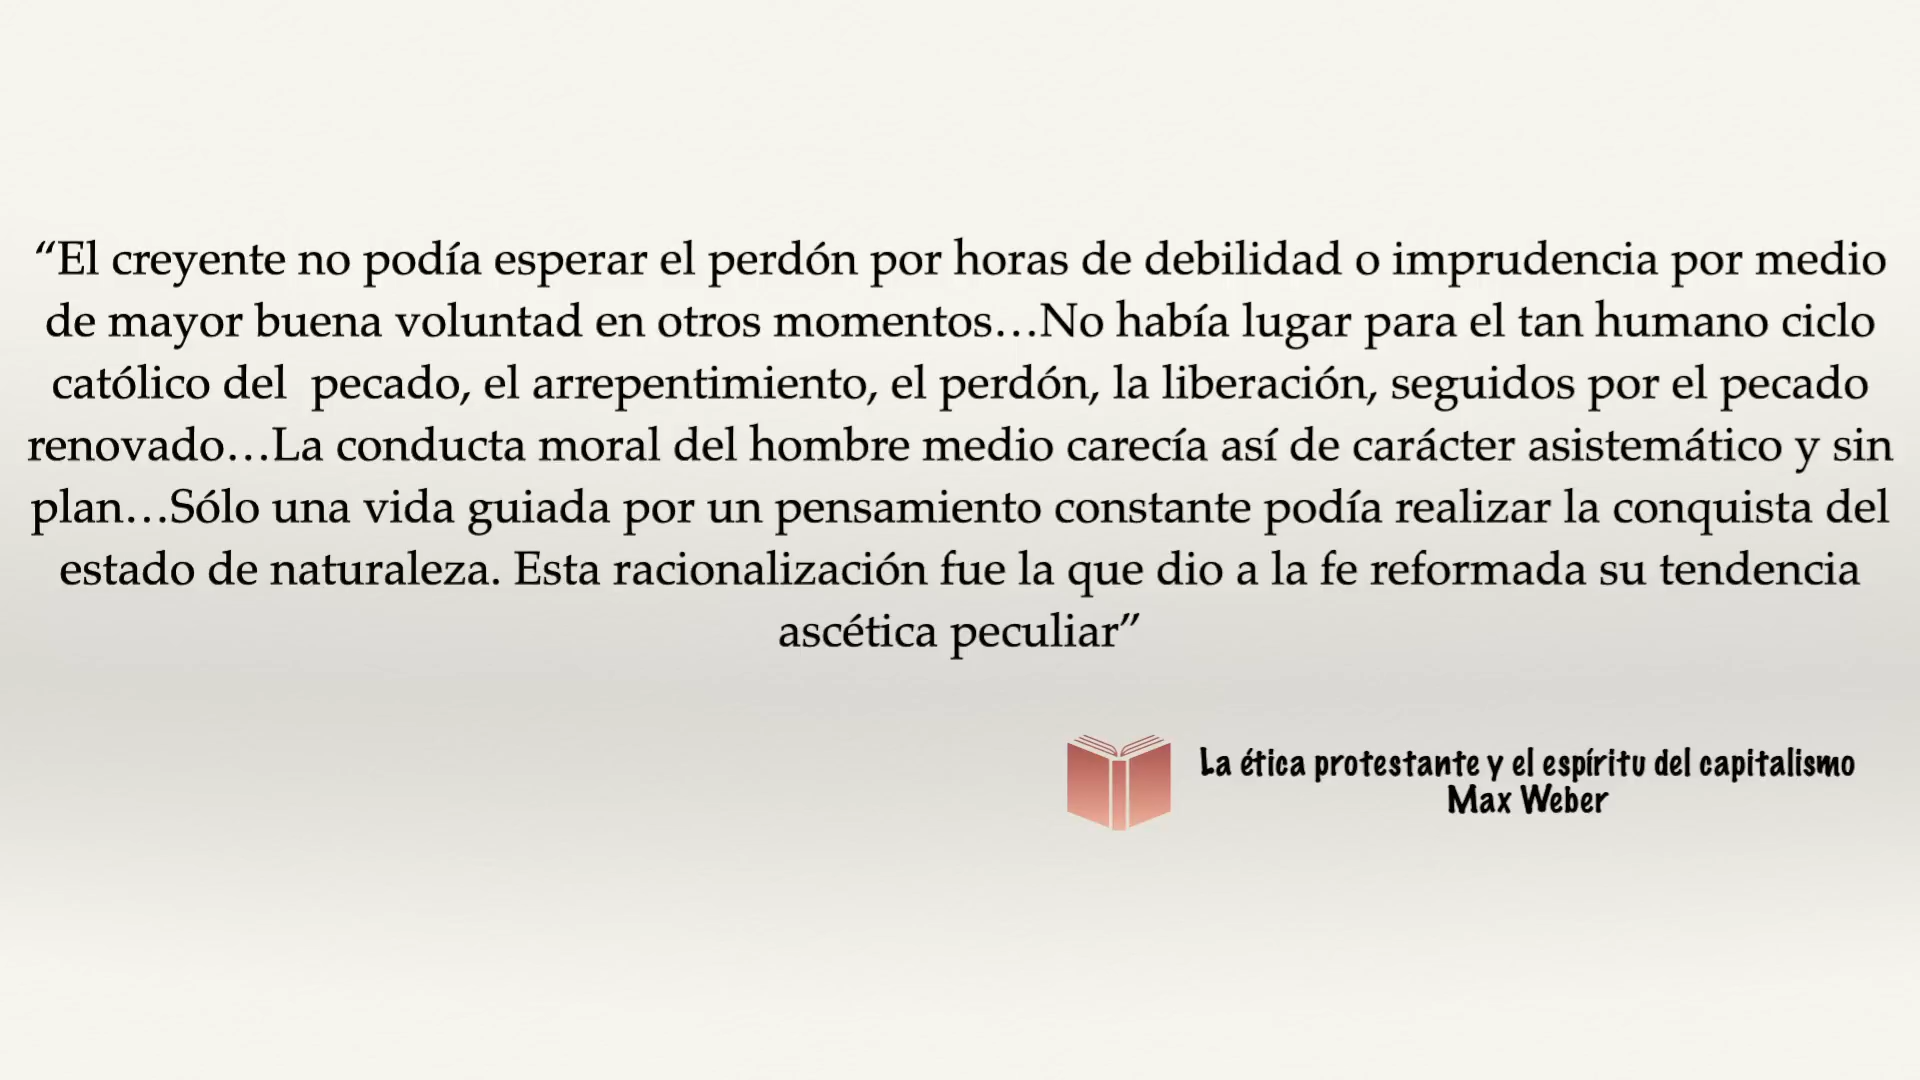 “El creyente no podía esperar el perdón por horas de debilidad o imprudencia por medio
de mayor buena voluntad en otros momentos…No había lugar para el tan humano ciclo
católico del  pecado, el arrepentimiento, el perdón, la liberación, seguidos por el pecado
renovado…La conducta moral del hombre medio carecía así de carácter asistemático y sin
plan…Sólo una vida guiada por un pensamiento constante podía realizar la conquista del
estado de naturaleza. Esta racionalización fue la que dio a la fe reformada su tendencia
ascética peculiar”
La ética protestante y el espíritu del capitalismo
Max Weber